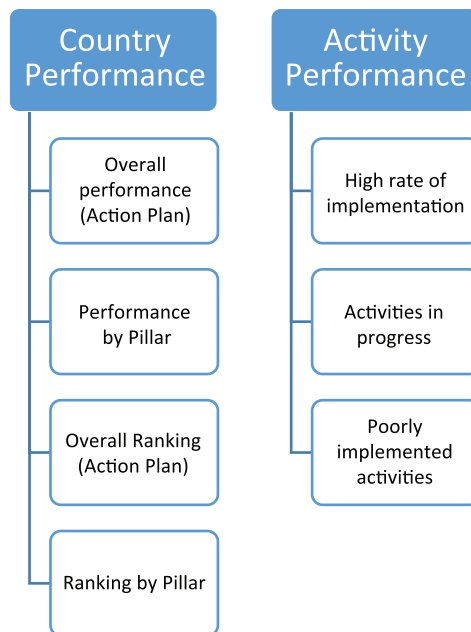 Country
Performance
Overall
performance
(Action Plan)
Performance
by Pillar
Overall Ranking
(Action Plan)
Ranking by Pillar
Activity
Performance
High rate of
implementation
Activities in
progress
Poorly
implemented
activities